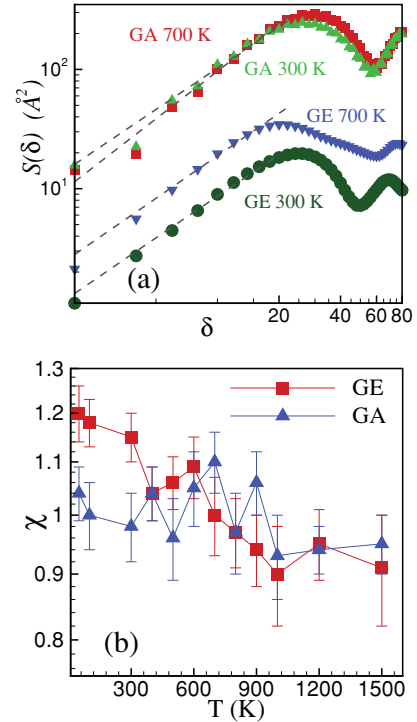 GA 700 K
GA 300 K
GE 700 K
GE 300 K
S(δ) (Å²)
10²
10¹
(a)
20 40 60 80
δ
GE
GA
χ
1.3
1.2
1.1
1
0.9
0.8
(b)
300 600 900 1200 1500
T (K)